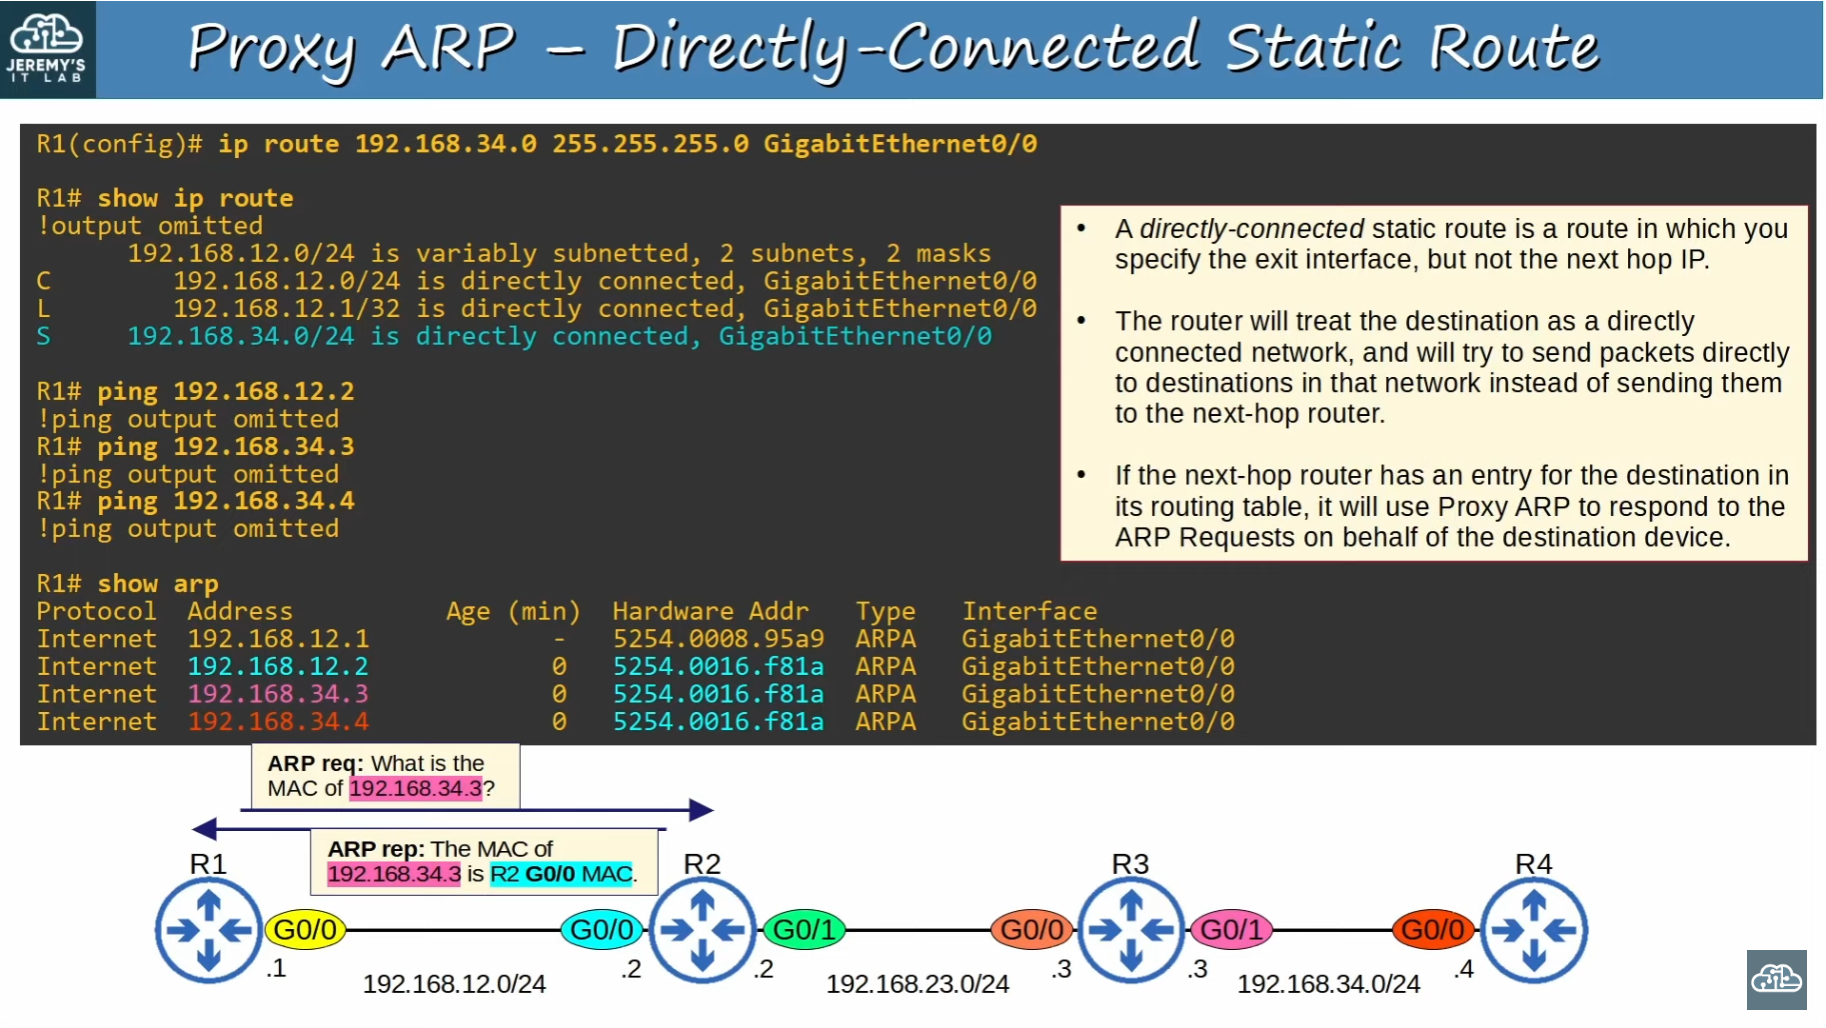 JEREMY'S
IT LAB
Proxy ARP – Directly-Connected Static Route
R1(config)# ip route 192.168.34.0 255.255.255.0 GigabitEthernet0/0
R1# show ip route
!output omitted
192.168.12.0/24 is variably subnetted, 2 subnets, 2 masks
C 192.168.12.0/24 is directly connected, GigabitEthernet0/0
L 192.168.12.1/32 is directly connected, GigabitEthernet0/0
S 192.168.34.0/24 is directly connected, GigabitEthernet0/0
R1# ping 192.168.12.2
!ping output omitted
R1# ping 192.168.34.3
!ping output omitted
R1# ping 192.168.34.4
!ping output omitted
R1# show arp
Protocol Address Age (min) Hardware Addr Type Interface
Internet 192.168.12.1 - 5254.0008.95a9 ARPA GigabitEthernet0/0
Internet 192.168.12.2 0 5254.0016.f81a ARPA GigabitEthernet0/0
Internet 192.168.34.3 0 5254.0016.f81a ARPA GigabitEthernet0/0
Internet 192.168.34.4 0 5254.0016.f81a ARPA GigabitEthernet0/0
• A directly-connected static route is a route in which you
specify the exit interface, but not the next hop IP.
• The router will treat the destination as a directly
connected network, and will try to send packets directly
to destinations in that network instead of sending them
to the next-hop router.
• If the next-hop router has an entry for the destination in
its routing table, it will use Proxy ARP to respond to the
ARP Requests on behalf of the destination device.
ARP req: What is the
MAC of 192.168.34.3?
ARP rep: The MAC of
192.168.34.3 is R2 G0/0 MAC.
R1 R2 R3 R4
G0/0 G0/0 G0/1 G0/0 G0/1 G0/0
.1 .2 .2 .3 .3 .4
192.168.12.0/24 192.168.23.0/24 192.168.34.0/24